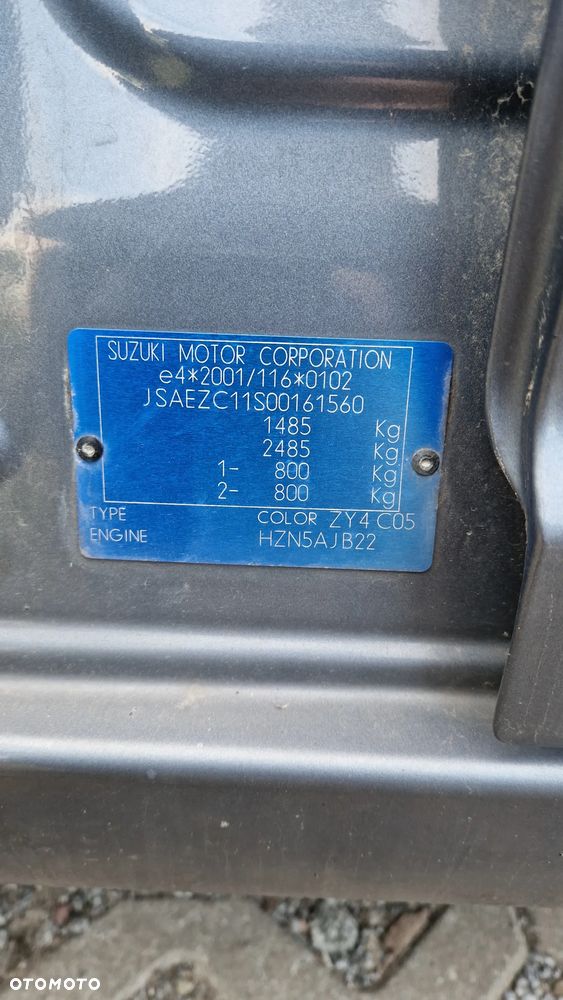 SUZUKI MOTOR CORPORATION
e4*2001/116*0102
JSAEZC11S00161560
1485 Kg
2485 Kg
1- 800 Kg
2- 800 Kg
TYPE COLOR ZY4 C05
ENGINE HZN5AJB22
OTOMOTO